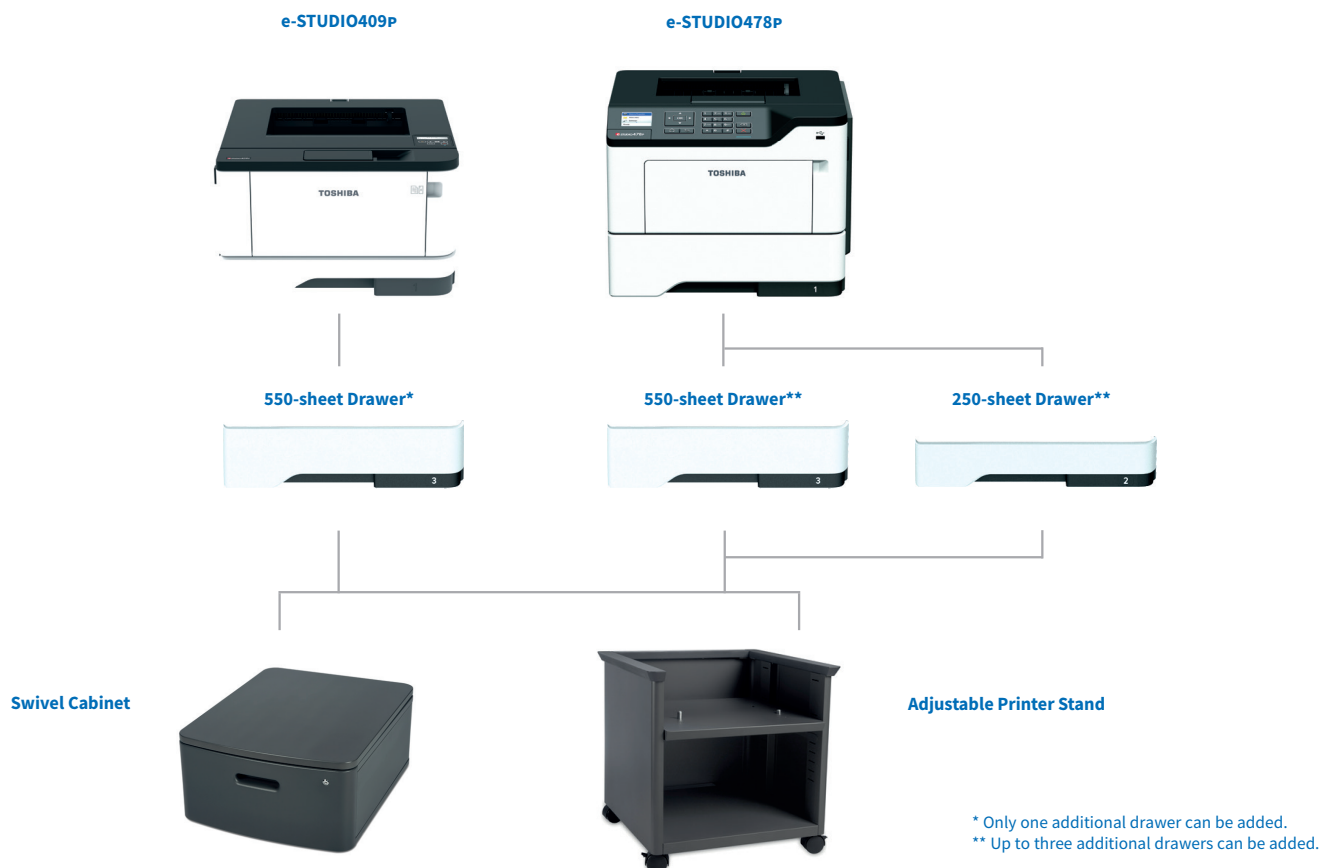 e-STUDIO409P
e-STUDIO478P
TOSHIBA
TOSHIBA
1
550-sheet Drawer*
550-sheet Drawer**
250-sheet Drawer**
3
3
2
Swivel Cabinet
Adjustable Printer Stand
* Only one additional drawer can be added.
** Up to three additional drawers can be added.